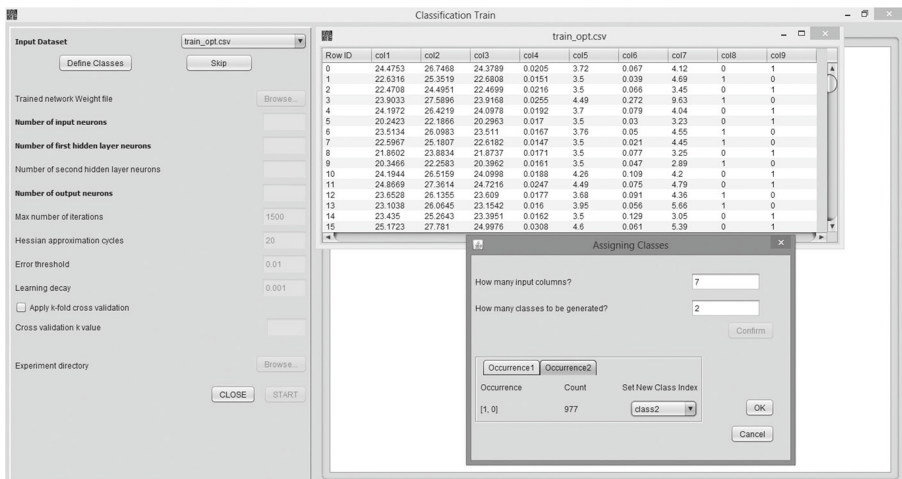 Classification Train
Input Dataset train_opt.csv
Define Classes Skip
Trained network Weight file Browse...
Number of input neurons
Number of first hidden layer neurons
Number of second hidden layer neurons
Number of output neurons
Max number of iterations 1500
Hessian approximation cycles 20
Error threshold 0.01
Learning decay 0.001
Apply k-fold cross validation
Cross validation k value
Experiment directory Browse...
CLOSE START
train_opt.csv
Row ID col1 col2 col3 col4 col5 col6 col7 col8 col9
0 24.4753 26.7468 24.3789 0.0205 3.72 0.067 4.12 0 1
1 22.6316 25.3519 22.6808 0.0151 3.5 0.039 4.69 1 0
2 22.4708 24.4951 22.4699 0.0216 3.5 0.066 3.45 0 1
3 23.9033 27.5896 23.9168 0.0255 4.49 0.272 9.63 1 0
4 24.1972 26.4219 24.0978 0.0192 3.7 0.079 4.04 0 1
5 20.2423 22.1866 20.2963 0.017 3.5 0.03 3.23 0 1
6 23.5134 26.0983 23.511 0.0167 3.76 0.05 4.55 1 0
7 22.5967 25.1807 22.6182 0.0147 3.5 0.021 4.45 1 0
8 21.8602 23.8834 21.8737 0.0171 3.5 0.077 3.25 0 1
9 20.3466 22.2583 20.3962 0.0161 3.5 0.047 2.89 1 0
10 24.1944 26.5159 24.0998 0.0188 4.26 0.109 4.2 0 1
11 24.8669 27.3614 24.7216 0.0247 4.49 0.075 4.79 0 1
12 23.6528 26.1355 23.609 0.0177 3.68 0.091 4.36 1 0
13 23.1038 26.0645 23.1542 0.016 3.95 0.056 5.66 1 0
14 23.435 25.2643 23.3951 0.0162 3.5 0.129 3.05 0 1
15 25.1723 27.781 24.9976 0.0308 4.6 0.061 5.39 0 1
Assigning Classes
How many input columns? 7
How many classes to be generated? 2
Confirm
Occurrence1 Occurrence2
Occurrence Count Set New Class Index
[1, 0] 977 class2
OK
Cancel